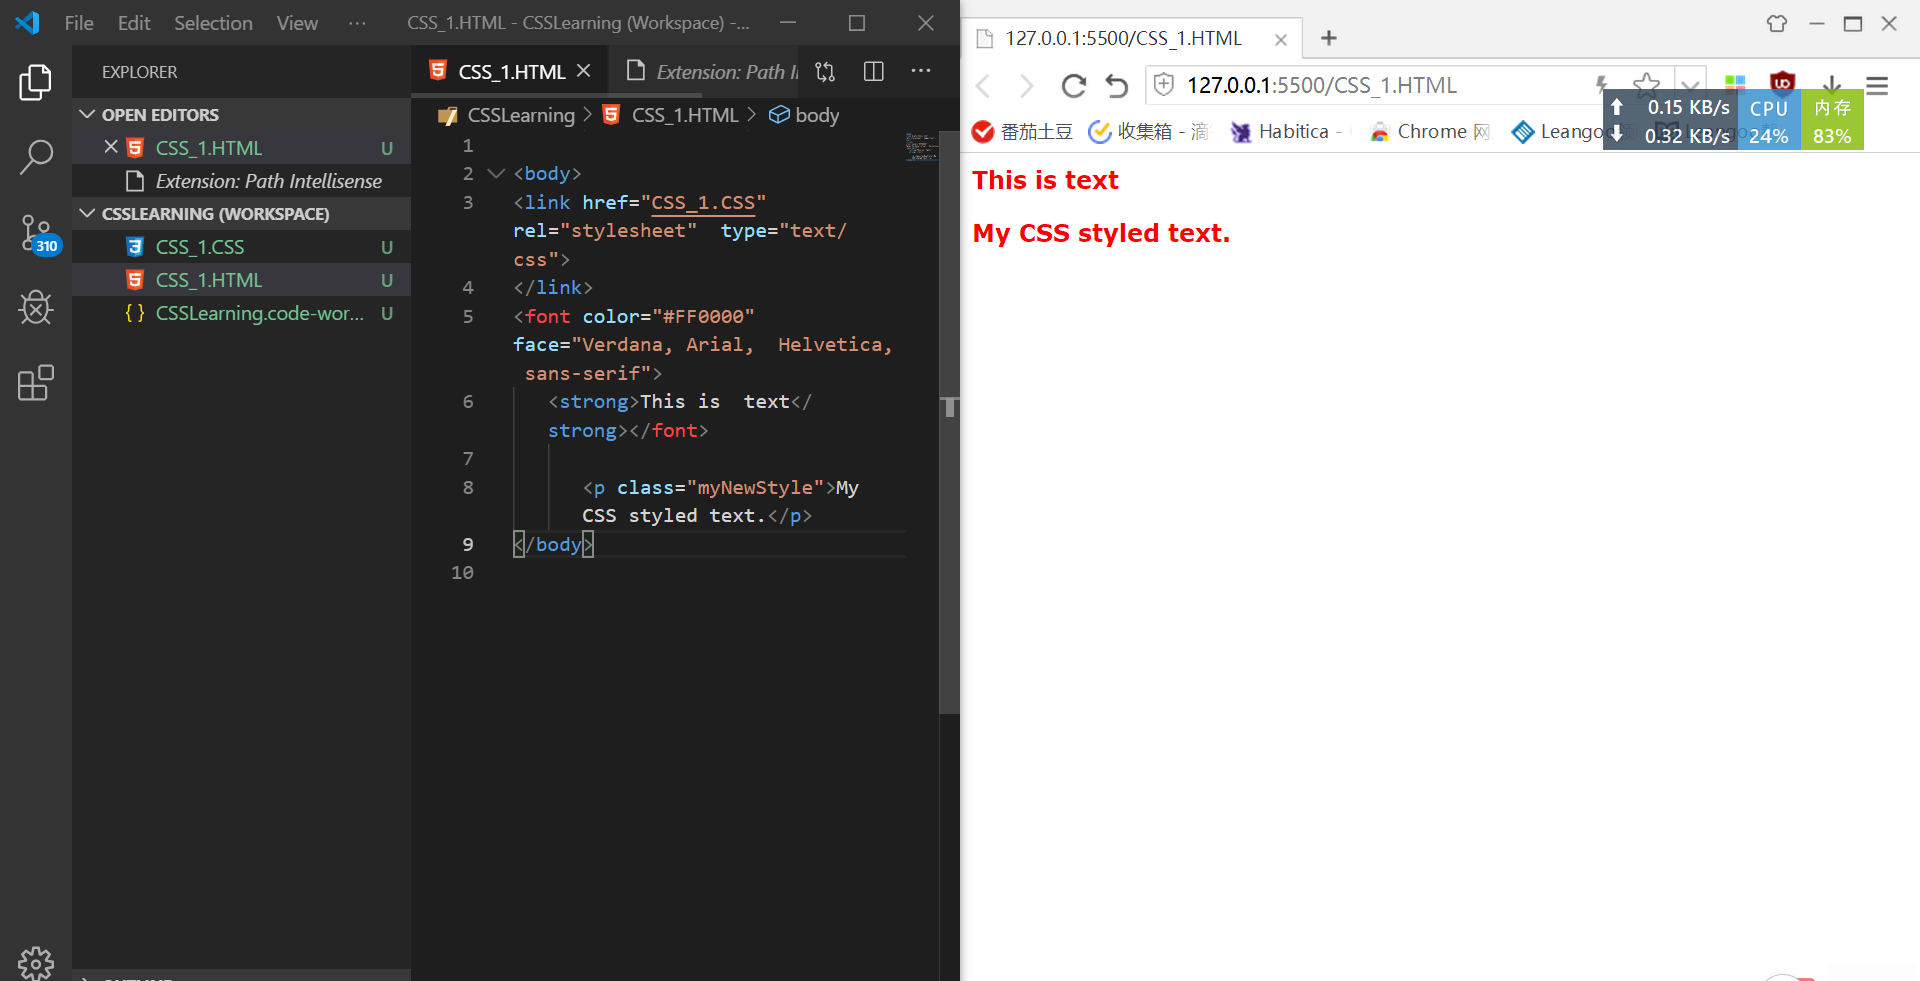 File Edit Selection View ··· CSS_1.HTML - CSSLearning (Workspace) -...
EXPLORER
OPEN EDITORS
CSS_1.HTML U
Extension: Path Intellisense
CSSLEARNING (WORKSPACE)
CSS_1.CSS U
CSS_1.HTML U
{} CSSLearning.code-wor... U
310
CSS_1.HTML Extension: Path I
CSSLearning > CSS_1.HTML > body
1
2 <body>
3 <link href="CSS_1.CSS"
rel="stylesheet"  type="text/
css">
4 </link>
5 <font color="#FF0000"
face="Verdana, Arial,  Helvetica,
sans-serif">
6 <strong>This is  text</
strong></font>
7
8 <p class="myNewStyle">My
CSS styled text.</p>
9 </body>
10
127.0.0.1:5500/CSS_1.HTML
127.0.0.1:5500/CSS_1.HTML
0.15 KB/s CPU 内存
0.32 KB/s 24% 83%
番茄土豆 收集箱 - 滴 Habitica - Chrome 网
This is text
My CSS styled text.